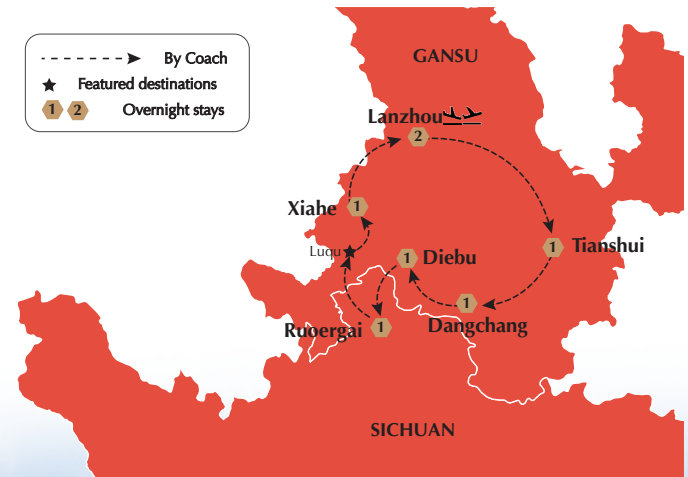 By Coach
Featured destinations
1 2 Overnight stays
GANSU
Lanzhou
2
Xiahe 1
Luqu
1 Tianshui
1 Diebu
1
Dangchang
Ruoergai 1
SICHUAN